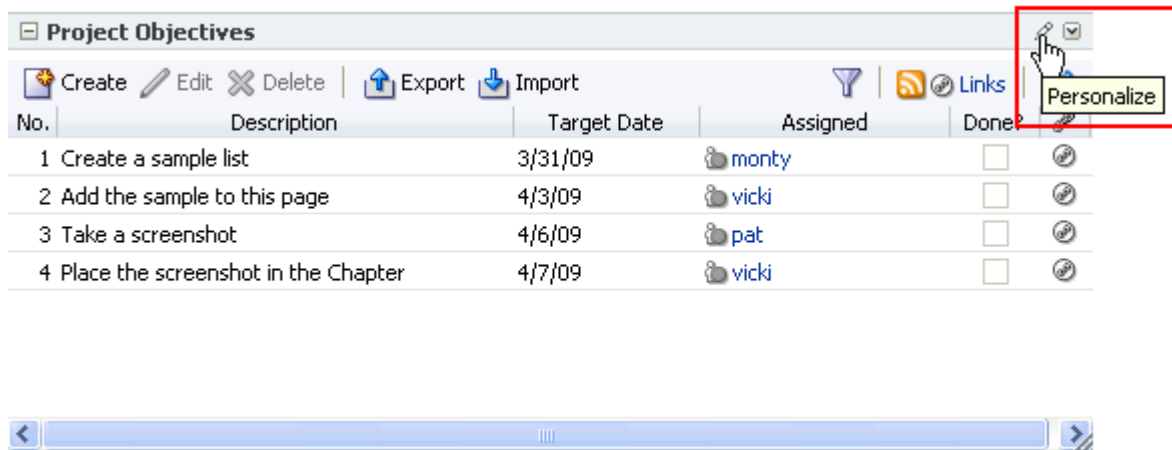 Project Objectives
Create Edit Delete Export Import Links
Personalize
No. Description Target Date Assigned Done?
1 Create a sample list 3/31/09 monty
2 Add the sample to this page 4/3/09 vicki
3 Take a screenshot 4/6/09 pat
4 Place the screenshot in the Chapter 4/7/09 vicki